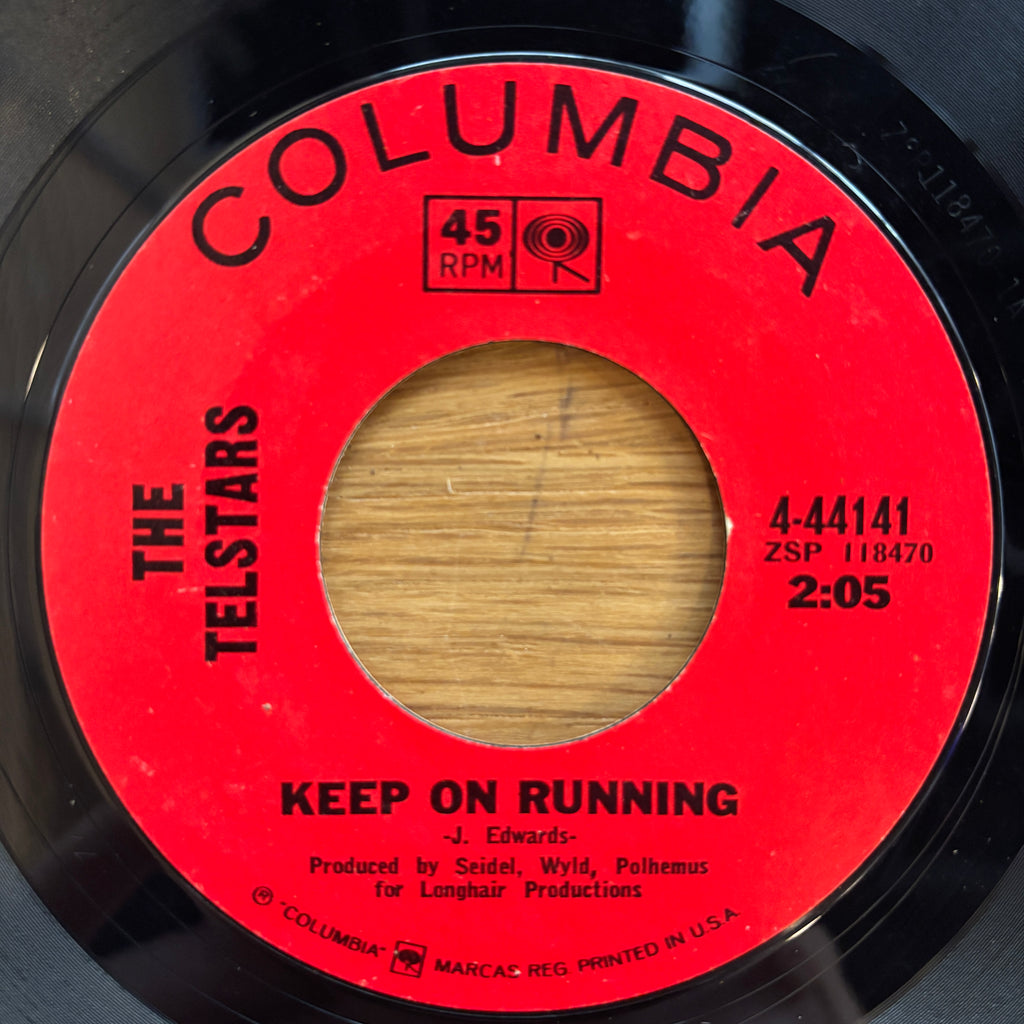 COLUMBIA
45
RPM
THE
TELSTARS
4-44141
ZSP 118470
2:05
KEEP ON RUNNING
-J. Edwards-
Produced by Seidel, Wyld, Polhemus
for Longhair Productions
® "COLUMBIA" MARCAS REG. PRINTED IN U.S.A.